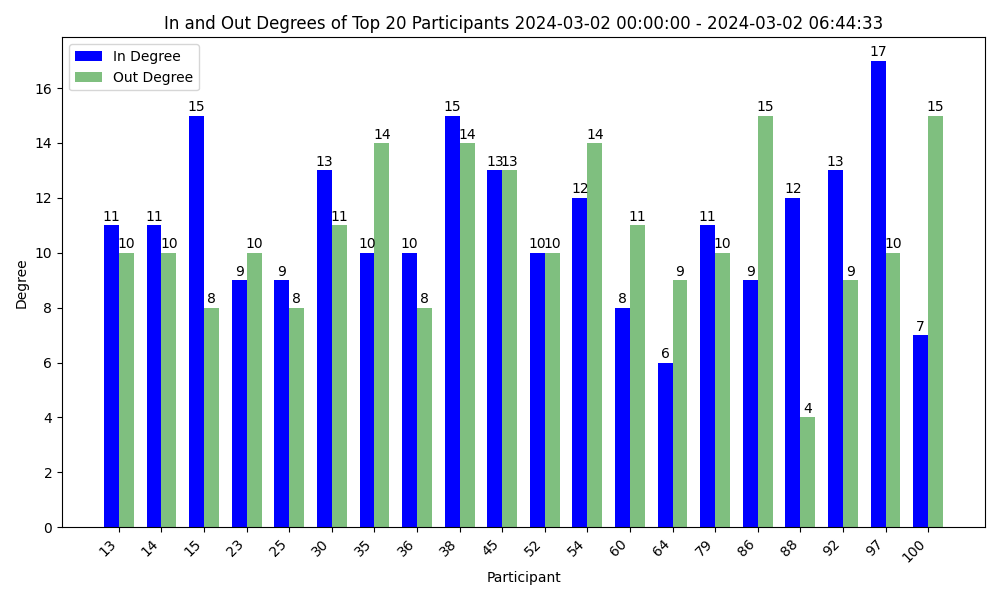 In and Out Degrees of Top 20 Participants 2024-03-02 00:00:00 - 2024-03-02 06:44:33
In Degree
Out Degree
Degree
16
14
12
10
8
6
4
2
0
11 10 11 10 15 8 9 10 9 8 13 11 10 14 10 8 15 14 13 13 10 10 12 14 8 11 6 9 11 10 9 15 12 4 13 9 17 10 7 15
13 14 15 23 25 30 35 36 38 45 52 54 60 64 79 86 88 92 97 100
Participant